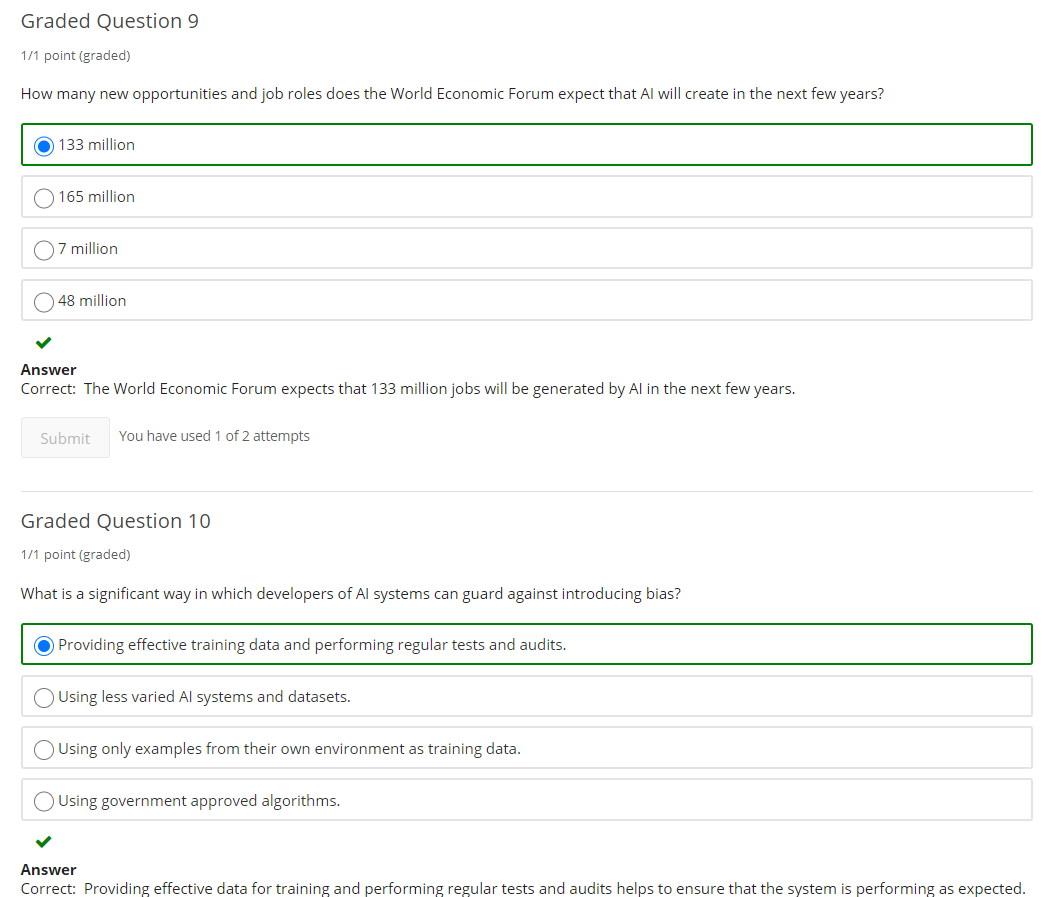 Graded Question 9
1/1 point (graded)
How many new opportunities and job roles does the World Economic Forum expect that AI will create in the next few years?
133 million
165 million
7 million
48 million
Answer
Correct: The World Economic Forum expects that 133 million jobs will be generated by AI in the next few years.
Submit
You have used 1 of 2 attempts
Graded Question 10
1/1 point (graded)
What is a significant way in which developers of AI systems can guard against introducing bias?
Providing effective training data and performing regular tests and audits.
Using less varied AI systems and datasets.
Using only examples from their own environment as training data.
Using government approved algorithms.
Answer
Correct: Providing effective data for training and performing regular tests and audits helps to ensure that the system is performing as expected.